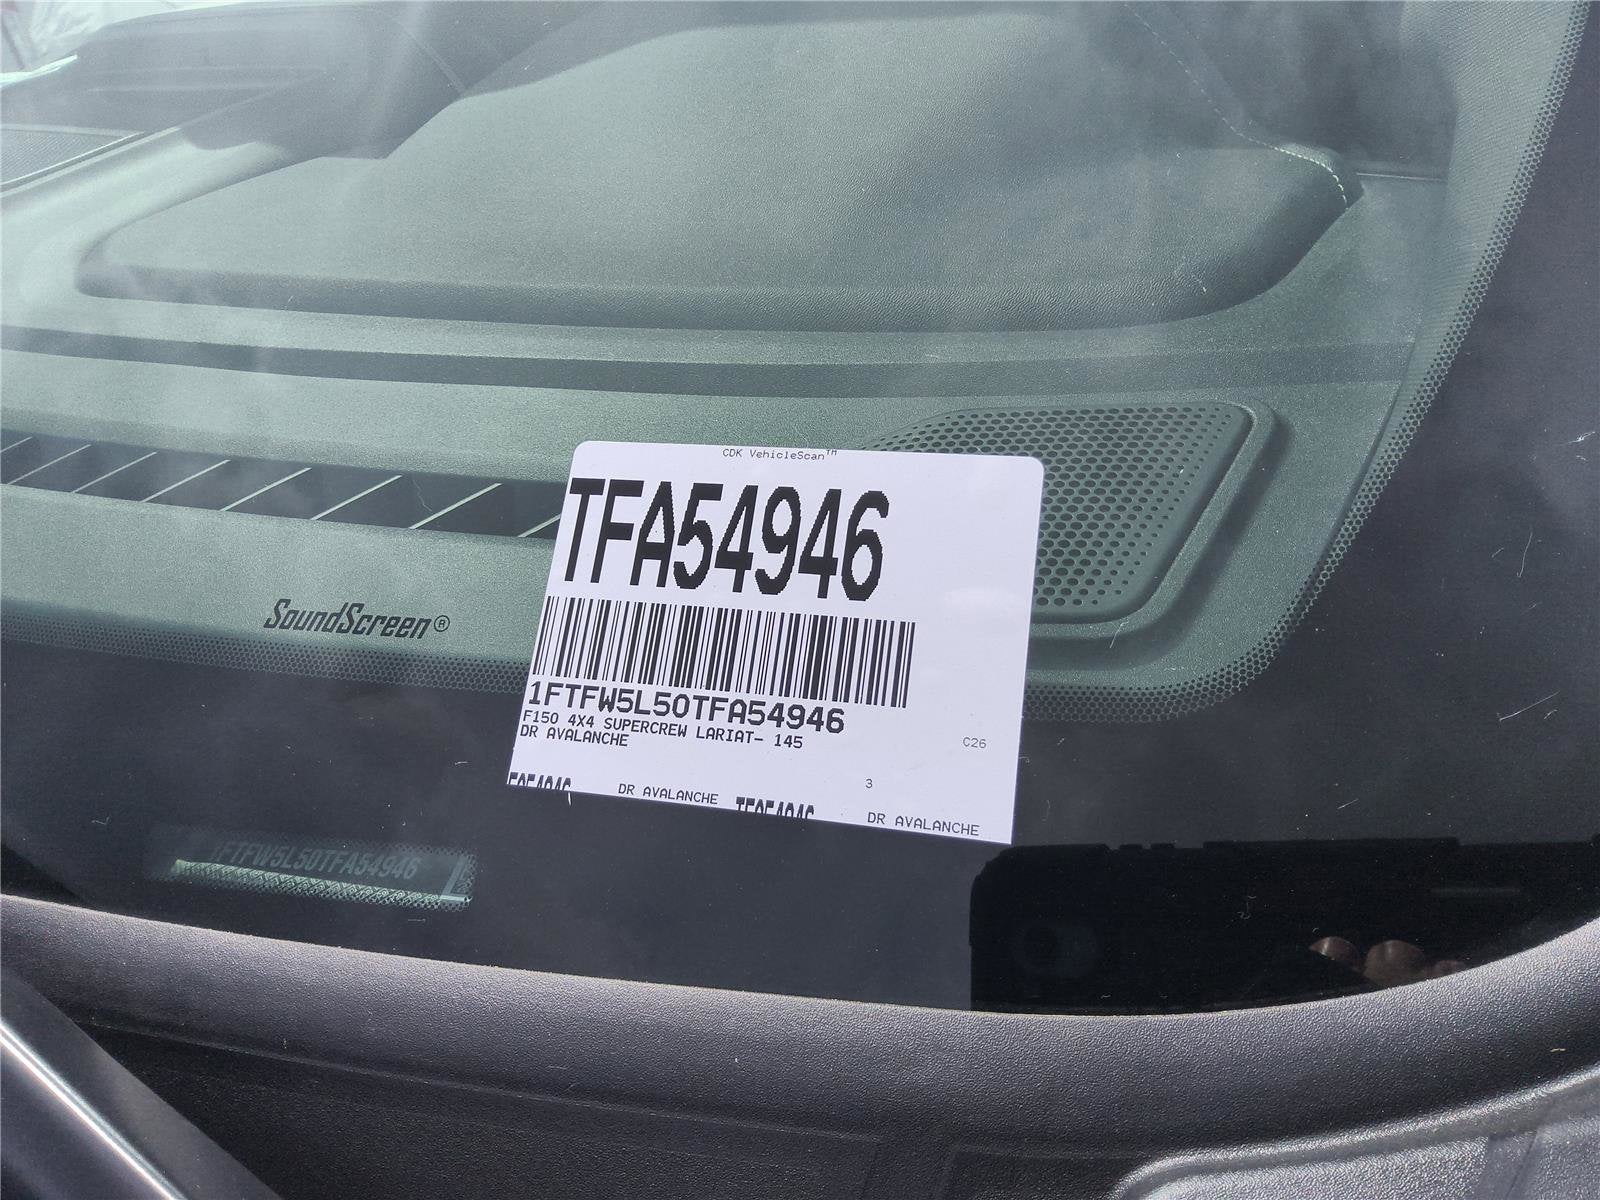 CDK VehicleScan™
TFA54946
1FTFW5L50TFA54946
F150 4X4 SUPERCREW LARIAT- 145
DR AVALANCHE
C26
3
DR AVALANCHE
DR AVALANCHE
SoundScreen®
1FTFW5L50TFA54946